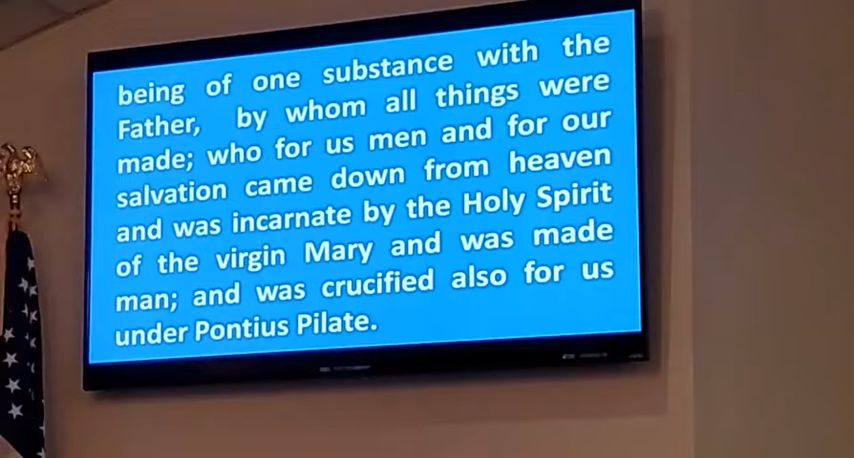 being of one substance with the
Father, by whom all things were
made; who for us men and for our
salvation came down from heaven
and was incarnate by the Holy Spirit
of the virgin Mary and was made
man; and was crucified also for us
under Pontius Pilate.